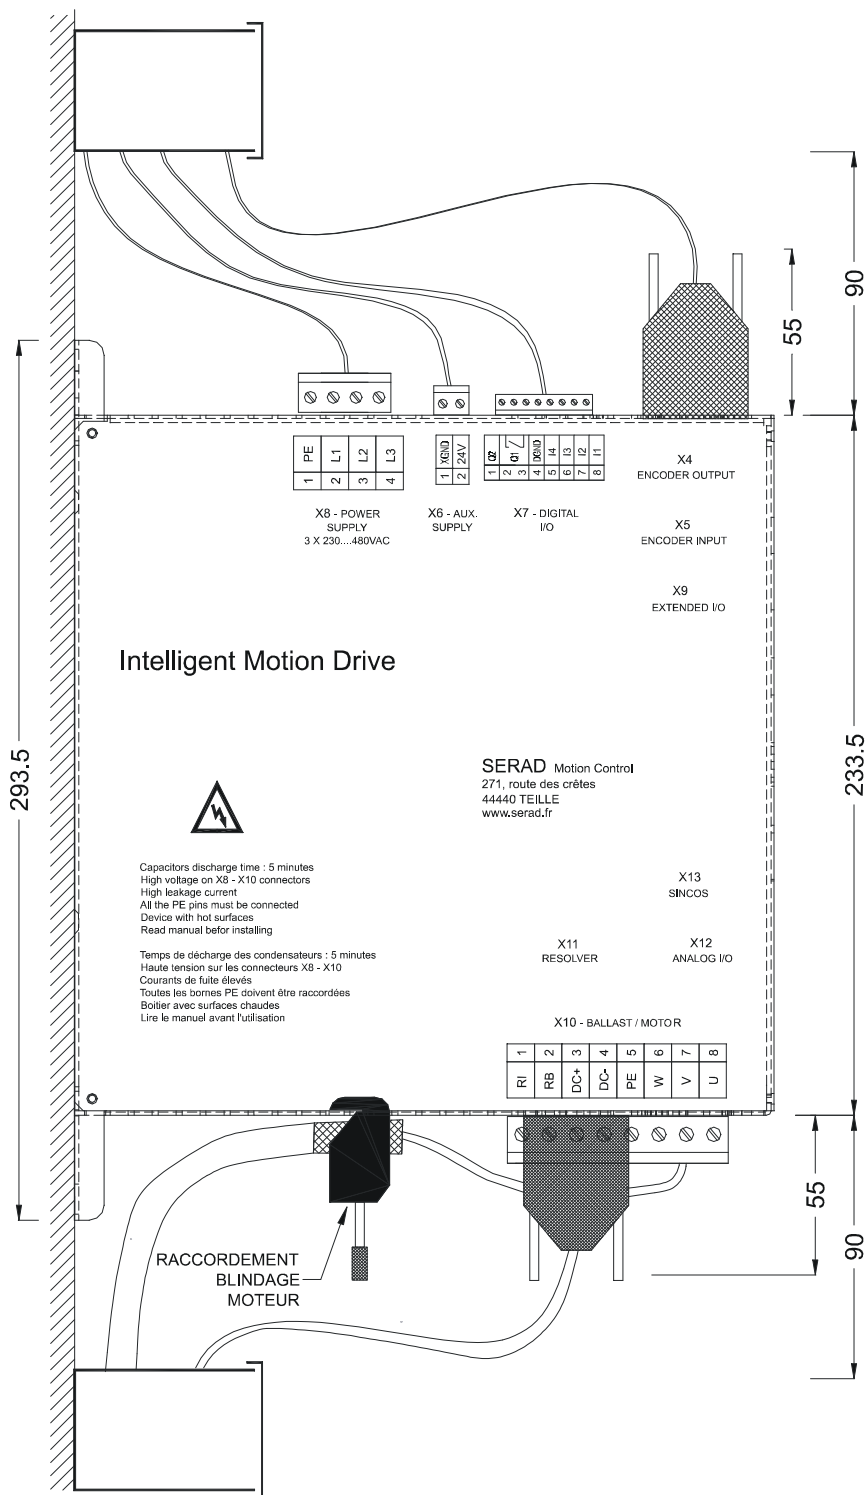 90
55
PE L1 L2 L3
1 2 3 4
XGND 24V
1 2
Q2 Q1 DGND I4 I3 I2 I1
1 2 3 4 5 6 7 8
X8 - POWER
SUPPLY
3 X 230....480VAC
X6 - AUX.
SUPPLY
X7 - DIGITAL
I/O
X4
ENCODER OUTPUT
X5
ENCODER INPUT
X9
EXTENDED I/O
Intelligent Motion Drive
293.5
233.5
SERAD Motion Control
271, route des crêtes
44440 TEILLE
www.serad.fr
Capacitors discharge time : 5 minutes
High voltage on X8 - X10 connectors
High leakage current
All the PE pins must be connected
Device with hot surfaces
Read manual befor installing
Temps de décharge des condensateurs : 5 minutes
Haute tension sur les connecteurs X8 - X10
Courants de fuite élevés
Toutes les bornes PE doivent être raccordées
Boitier avec surfaces chaudes
Lire le manuel avant l'utilisation
X13
SINCOS
X11
RESOLVER
X12
ANALOG I/O
X10 - BALLAST / MOTOR
1 2 3 4 5 6 7 8
RI RB DC+ DC- PE W V U
55
90
RACCORDEMENT
BLINDAGE
MOTEUR